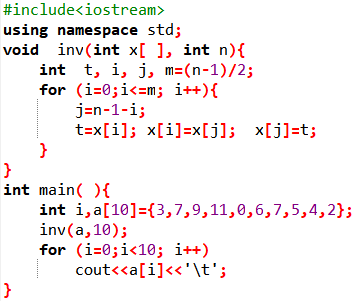 #include<iostream>
using namespace std;
void  inv(int x[ ], int n){
    int  t, i, j, m=(n-1)/2;
    for (i=0;i<=m; i++){
        j=n-1-i;
        t=x[i]; x[i]=x[j];  x[j]=t;
    }
}
int main( ){
    int i,a[10]={3,7,9,11,0,6,7,5,4,2};
    inv(a,10);
    for (i=0;i<10; i++)
        cout<<a[i]<<'\t';
}